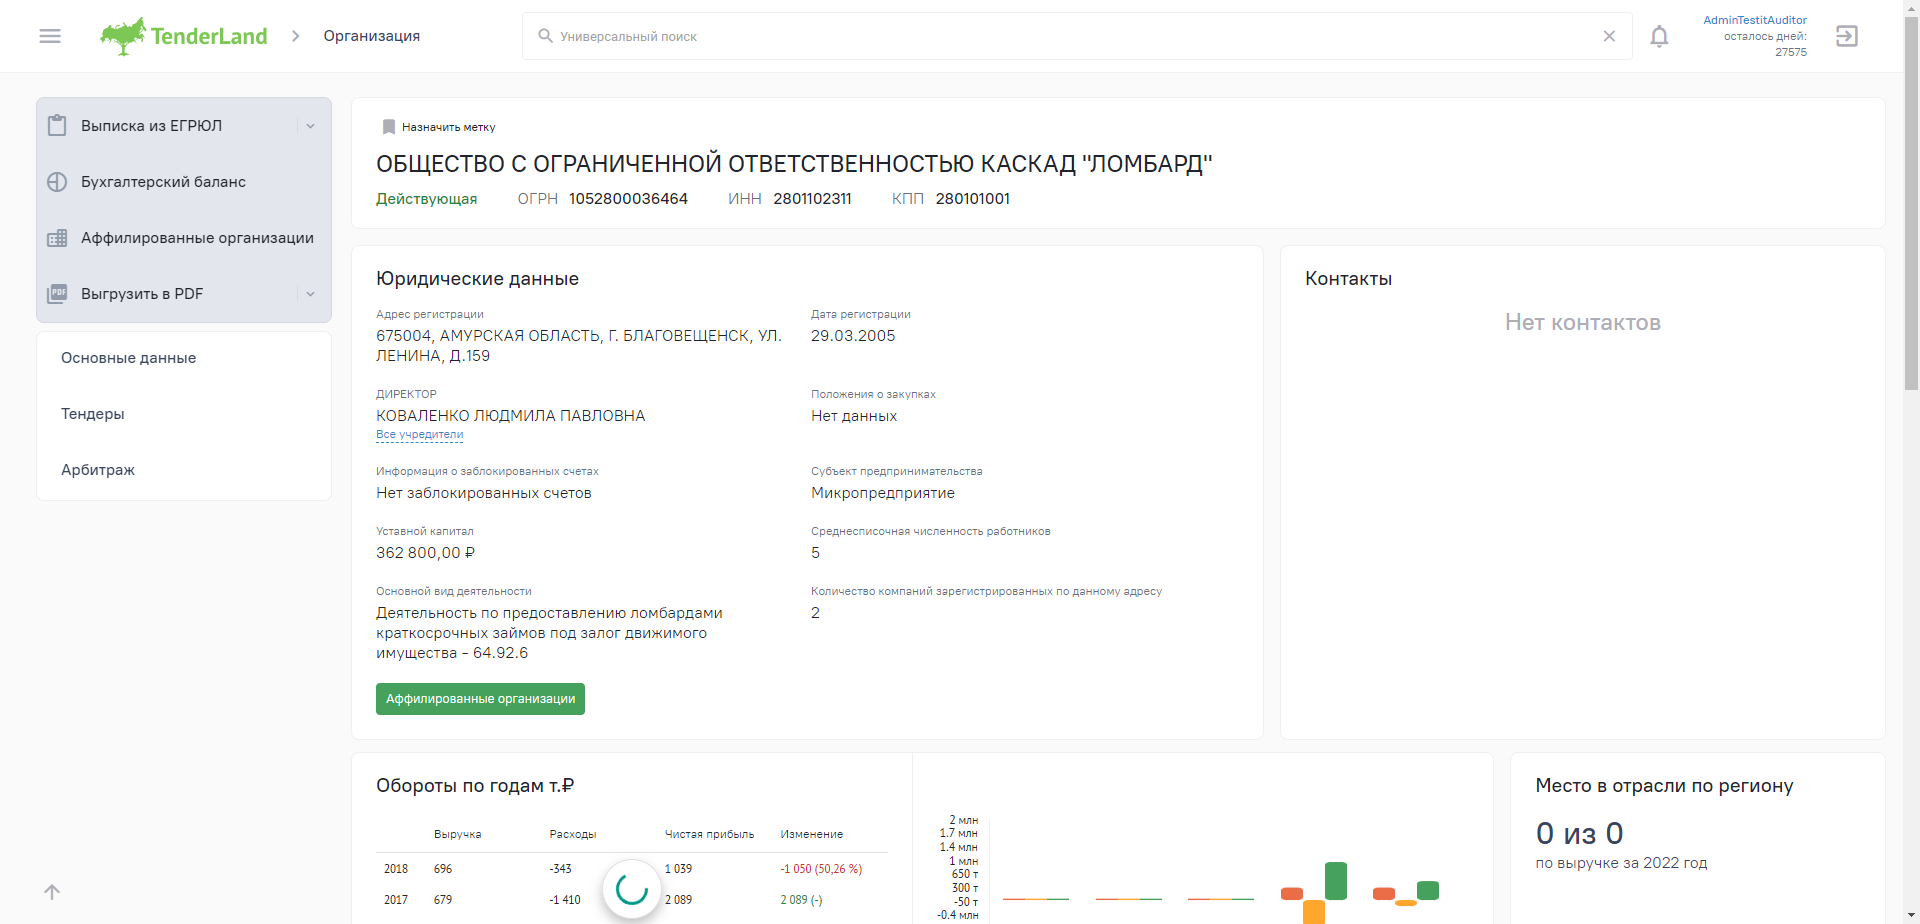 TenderLand
Организация
Универсальный поиск
AdminTestitAuditor
осталось дней:
27575
Выписка из ЕГРЮЛ
Бухгалтерский баланс
Аффилированные организации
PDF
Выгрузить в PDF
Основные данные
Тендеры
Арбитраж
Назначить метку
ОБЩЕСТВО С ОГРАНИЧЕННОЙ ОТВЕТСТВЕННОСТЬЮ КАСКАД "ЛОМБАРД"
Действующая ОГРН 1052800036464 ИНН 2801102311 КПП 280101001
Юридические данные
Адрес регистрации
675004, АМУРСКАЯ ОБЛАСТЬ, Г. БЛАГОВЕЩЕНСК, УЛ.
ЛЕНИНА, Д.159
Дата регистрации
29.03.2005
ДИРЕКТОР
КОВАЛЕНКО ЛЮДМИЛА ПАВЛОВНА
Все учредители
Положения о закупках
Нет данных
Информация о заблокированных счетах
Нет заблокированных счетов
Субъект предпринимательства
Микропредприятие
Уставной капитал
362 800,00 ₽
Среднесписочная численность работников
5
Основной вид деятельности
Деятельность по предоставлению ломбардами
краткосрочных займов под залог движимого
имущества - 64.92.6
Количество компаний зарегистрированных по данному адресу
2
Аффилированные организации
Контакты
Нет контактов
Обороты по годам т.₽
Выручка Расходы Чистая прибыль Изменение
2018 696 -343 1 039 -1 050 (50,26 %)
2017 679 -1 410 2 089 2 089 (-)
2 млн
1.7 млн
1.4 млн
1 млн
650 т
300 т
-50 т
-0.4 млн
Место в отрасли по региону
0 из 0
по выручке за 2022 год